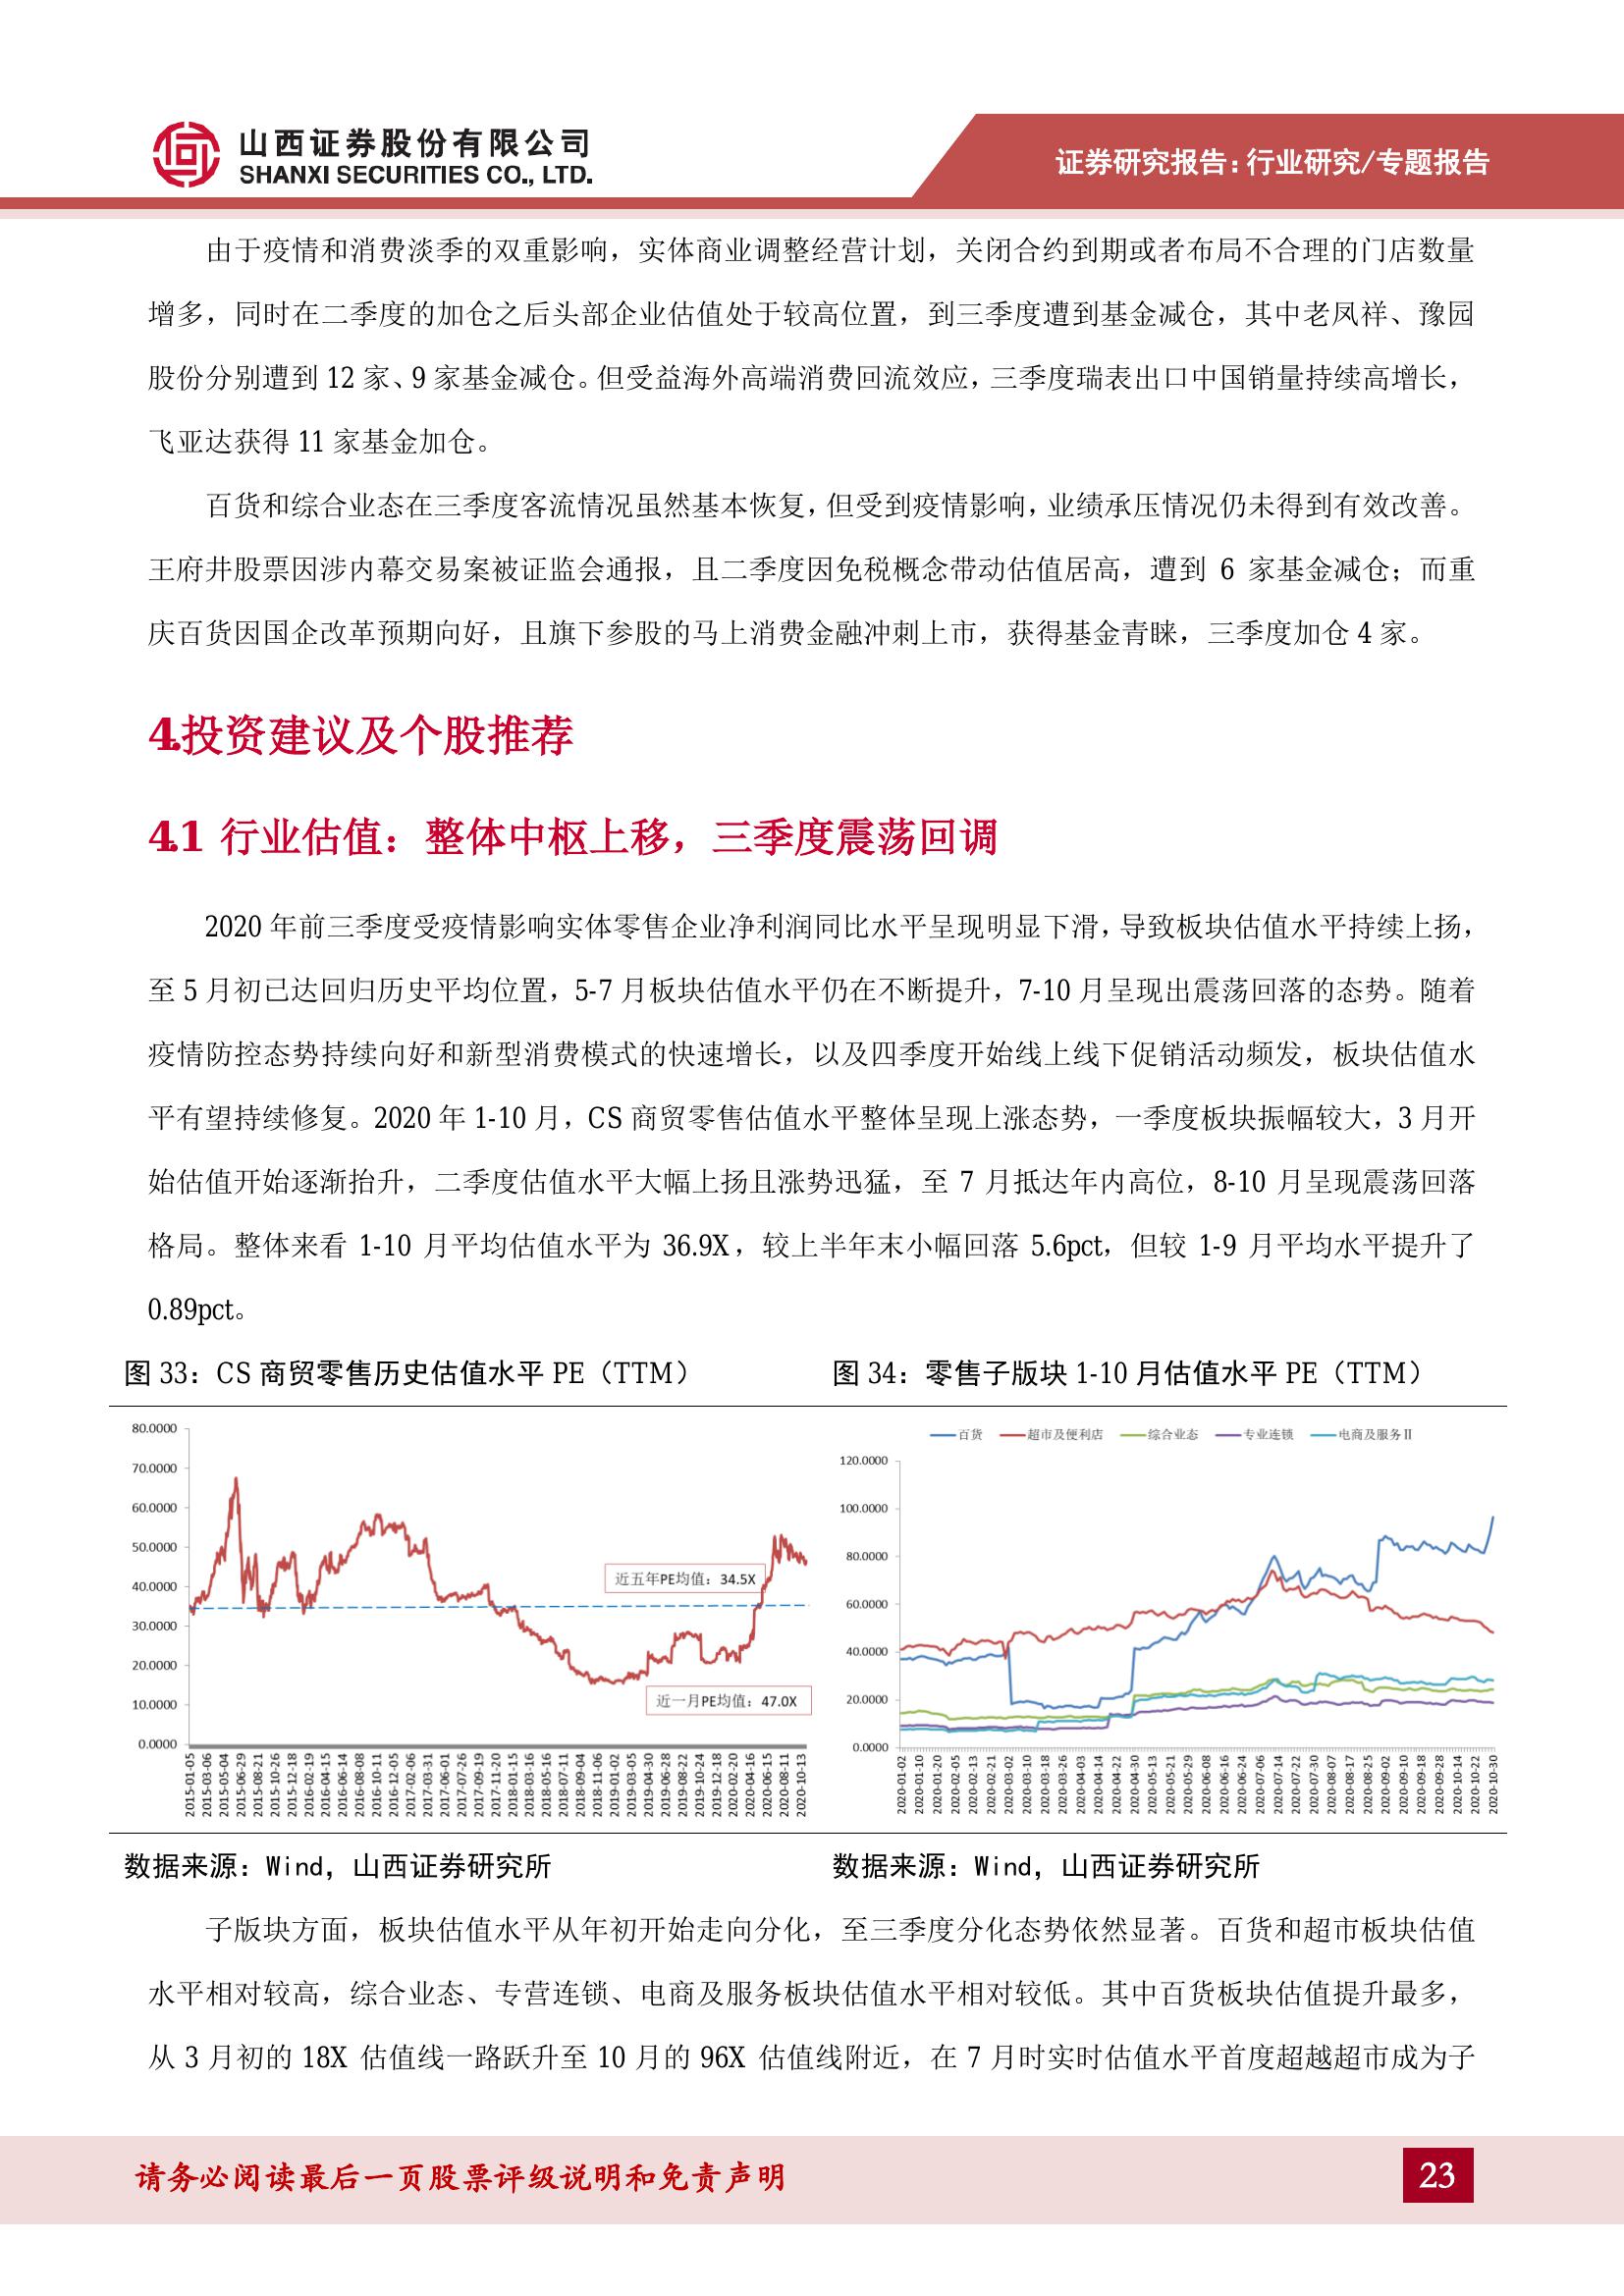 山西证券股份有限公司
SHANXI SECURITIES CO., LTD.
证券研究报告：行业研究/专题报告
由于疫情和消费淡季的双重影响，实体商业调整经营计划，关闭合约到期或者布局不合理的门店数量
增多，同时在二季度的加仓之后头部企业估值处于较高位置，到三季度遭到基金减仓，其中老凤祥、豫园
股份分别遭到 12 家、9 家基金减仓。但受益海外高端消费回流效应，三季度瑞表出口中国销量持续高增长，
飞亚达获得 11 家基金加仓。
百货和综合业态在三季度客流情况虽然基本恢复，但受到疫情影响，业绩承压情况仍未得到有效改善。
王府井股票因涉内幕交易案被证监会通报，且二季度因免税概念带动估值居高，遭到 6 家基金减仓；而重
庆百货因国企改革预期向好，且旗下参股的马上消费金融冲刺上市，获得基金青睐，三季度加仓 4 家。
4.投资建议及个股推荐
4.1 行业估值：整体中枢上移，三季度震荡回调
2020 年前三季度受疫情影响实体零售企业净利润同比水平呈现明显下滑，导致板块估值水平持续上扬，
至 5 月初已达回归历史平均位置，5-7 月板块估值水平仍在不断提升，7-10 月呈现出震荡回落的态势。随着
疫情防控态势持续向好和新型消费模式的快速增长，以及四季度开始线上线下促销活动频发，板块估值水
平有望持续修复。2020 年 1-10 月，CS 商贸零售估值水平整体呈现上涨态势，一季度板块振幅较大，3 月开
始估值开始逐渐抬升，二季度估值水平大幅上扬且涨势迅猛，至 7 月抵达年内高位，8-10 月呈现震荡回落
格局。整体来看 1-10 月平均估值水平为 36.9X，较上半年末小幅回落 5.6pct，但较 1-9 月平均水平提升了
0.89pct。
图 33：CS 商贸零售历史估值水平 PE（TTM）
80.0000
70.0000
60.0000
50.0000
40.0000
30.0000
20.0000
10.0000
0.0000
近五年PE均值：34.5X
近一月PE均值：47.0X
2015-01-05
2015-03-06
2015-05-04
2015-06-29
2015-08-21
2015-10-26
2015-12-18
2016-02-19
2016-04-15
2016-06-14
2016-08-08
2016-10-11
2016-12-05
2017-02-06
2017-03-31
2017-06-01
2017-07-26
2017-09-19
2017-11-20
2018-01-15
2018-03-16
2018-05-16
2018-07-11
2018-09-04
2018-11-06
2019-01-02
2019-03-05
2019-04-30
2019-06-28
2019-08-22
2019-10-24
2019-12-18
2020-02-20
2020-04-16
2020-06-15
2020-08-11
2020-10-13
图 34：零售子版块 1-10 月估值水平 PE（TTM）
百货 超市及便利店 综合业态 专业连锁 电商及服务Ⅱ
120.0000
100.0000
80.0000
60.0000
40.0000
20.0000
0.0000
2020-01-02
2020-01-10
2020-01-20
2020-02-05
2020-02-13
2020-02-21
2020-03-02
2020-03-10
2020-03-18
2020-03-26
2020-04-03
2020-04-14
2020-04-22
2020-04-30
2020-05-13
2020-05-21
2020-05-29
2020-06-08
2020-06-16
2020-06-24
2020-07-06
2020-07-14
2020-07-22
2020-07-30
2020-08-07
2020-08-17
2020-08-25
2020-09-02
2020-09-10
2020-09-18
2020-09-28
2020-10-14
2020-10-22
2020-10-30
数据来源：Wind，山西证券研究所
数据来源：Wind，山西证券研究所
子版块方面，板块估值水平从年初开始走向分化，至三季度分化态势依然显著。百货和超市板块估值
水平相对较高，综合业态、专营连锁、电商及服务板块估值水平相对较低。其中百货板块估值提升最多，
从 3 月初的 18X 估值线一路跃升至 10 月的 96X 估值线附近，在 7 月时实时估值水平首度超越超市成为子
请务必阅读最后一页股票评级说明和免责声明
23